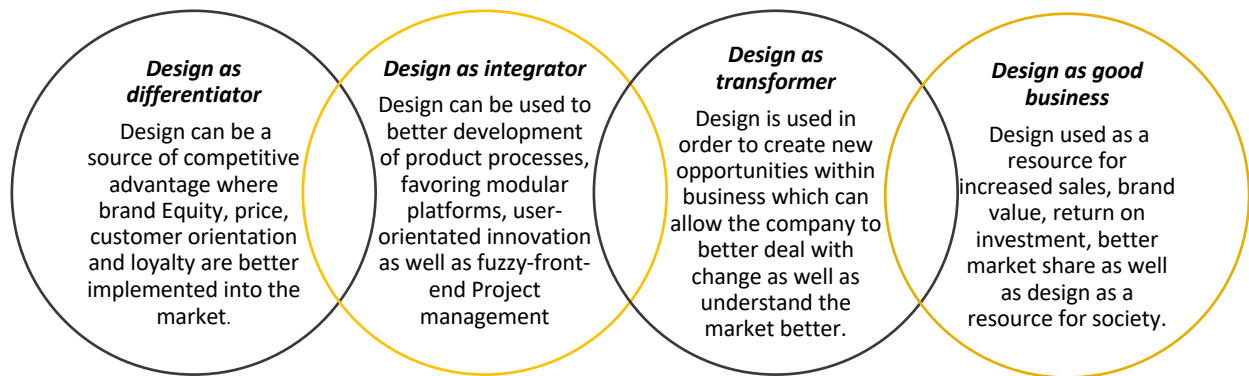 Design as
differentiator
Design can be a
source of competitive
advantage where
brand Equity, price,
customer orientation
and loyalty are better
implemented into the
market.
Design as integrator
Design can be used to
better development
of product processes,
favoring modular
platforms, user-
orientated innovation
as well as fuzzy-front-
end Project
management
Design as
transformer
Design is used in
order to create new
opportunities within
business which can
allow the company to
better deal with
change as well as
understand the
market better.
Design as good
business
Design used as a
resource for
increased sales, brand
value, return on
investment, better
market share as well
as design as a
resource for society.